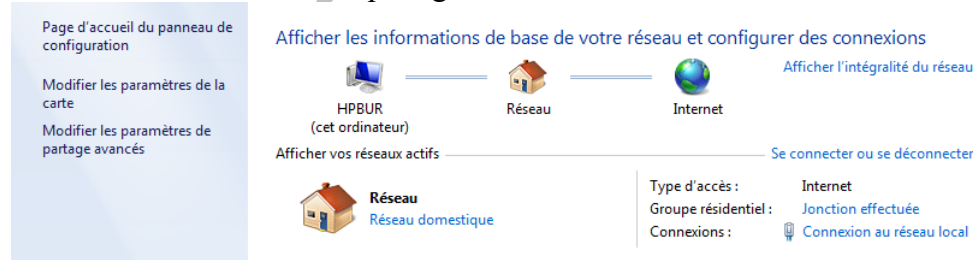 Page d'accueil du panneau de
configuration
Modifier les paramètres de la
carte
Modifier les paramètres de
partage avancés
Afficher les informations de base de votre réseau et configurer des connexions
Afficher l'intégralité du réseau
HPBUR
(cet ordinateur)
Réseau
Internet
Afficher vos réseaux actifs
Se connecter ou se déconnecter
Réseau
Réseau domestique
Type d'accès : Internet
Groupe résidentiel : Jonction effectuée
Connexions : Connexion au réseau local